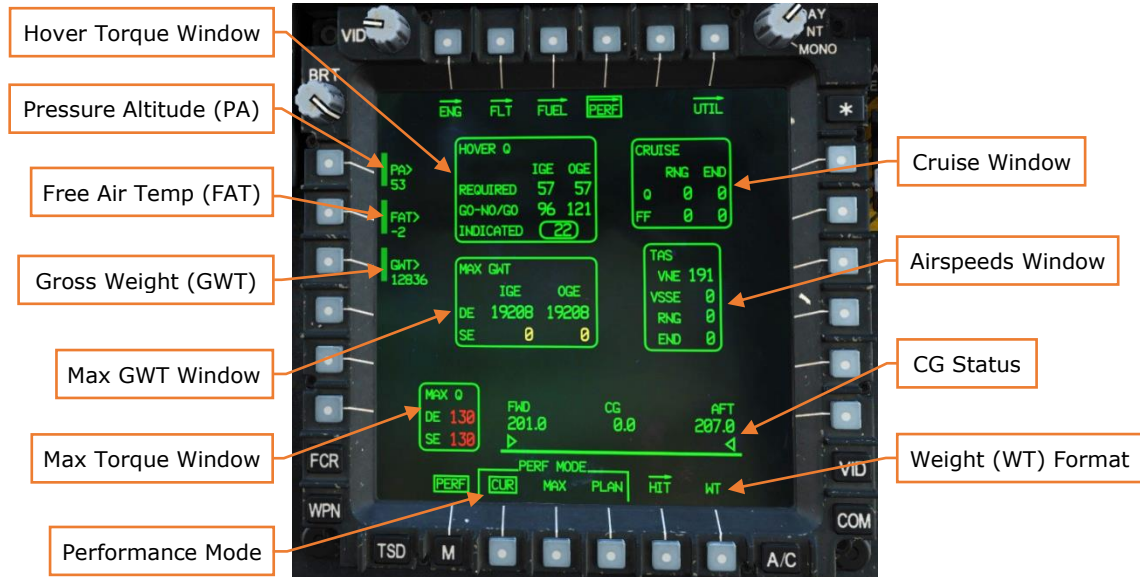 Hover Torque Window
Pressure Altitude (PA)
Free Air Temp (FAT)
Gross Weight (GWT)
Max GWT Window
Max Torque Window
Performance Mode
VID
NT
MONO
BRT
ENG FLT FUEL PERF UTIL
*
PA>
53
FAT>
-2
GWT>
12836
HOVER Q
IGE OGE
REQUIRED 57 57
GO-NO/GO 96 121
INDICATED 22
CRUISE
RNG END
Q 0 0
FF 0 0
MAX GWT
IGE OGE
DE 19208 19208
SE 0 0
TAS
VNE 191
VSSE 0
RNG 0
END 0
MAX Q
DE 130
SE 130
FWD CG AFT
201.0 0.0 207.0
PERF MODE
PERF CUR MAX PLAN HIT WT
FCR
WPN
TSD
M
A/C
VID
COM
Cruise Window
Airspeeds Window
CG Status
Weight (WT) Format